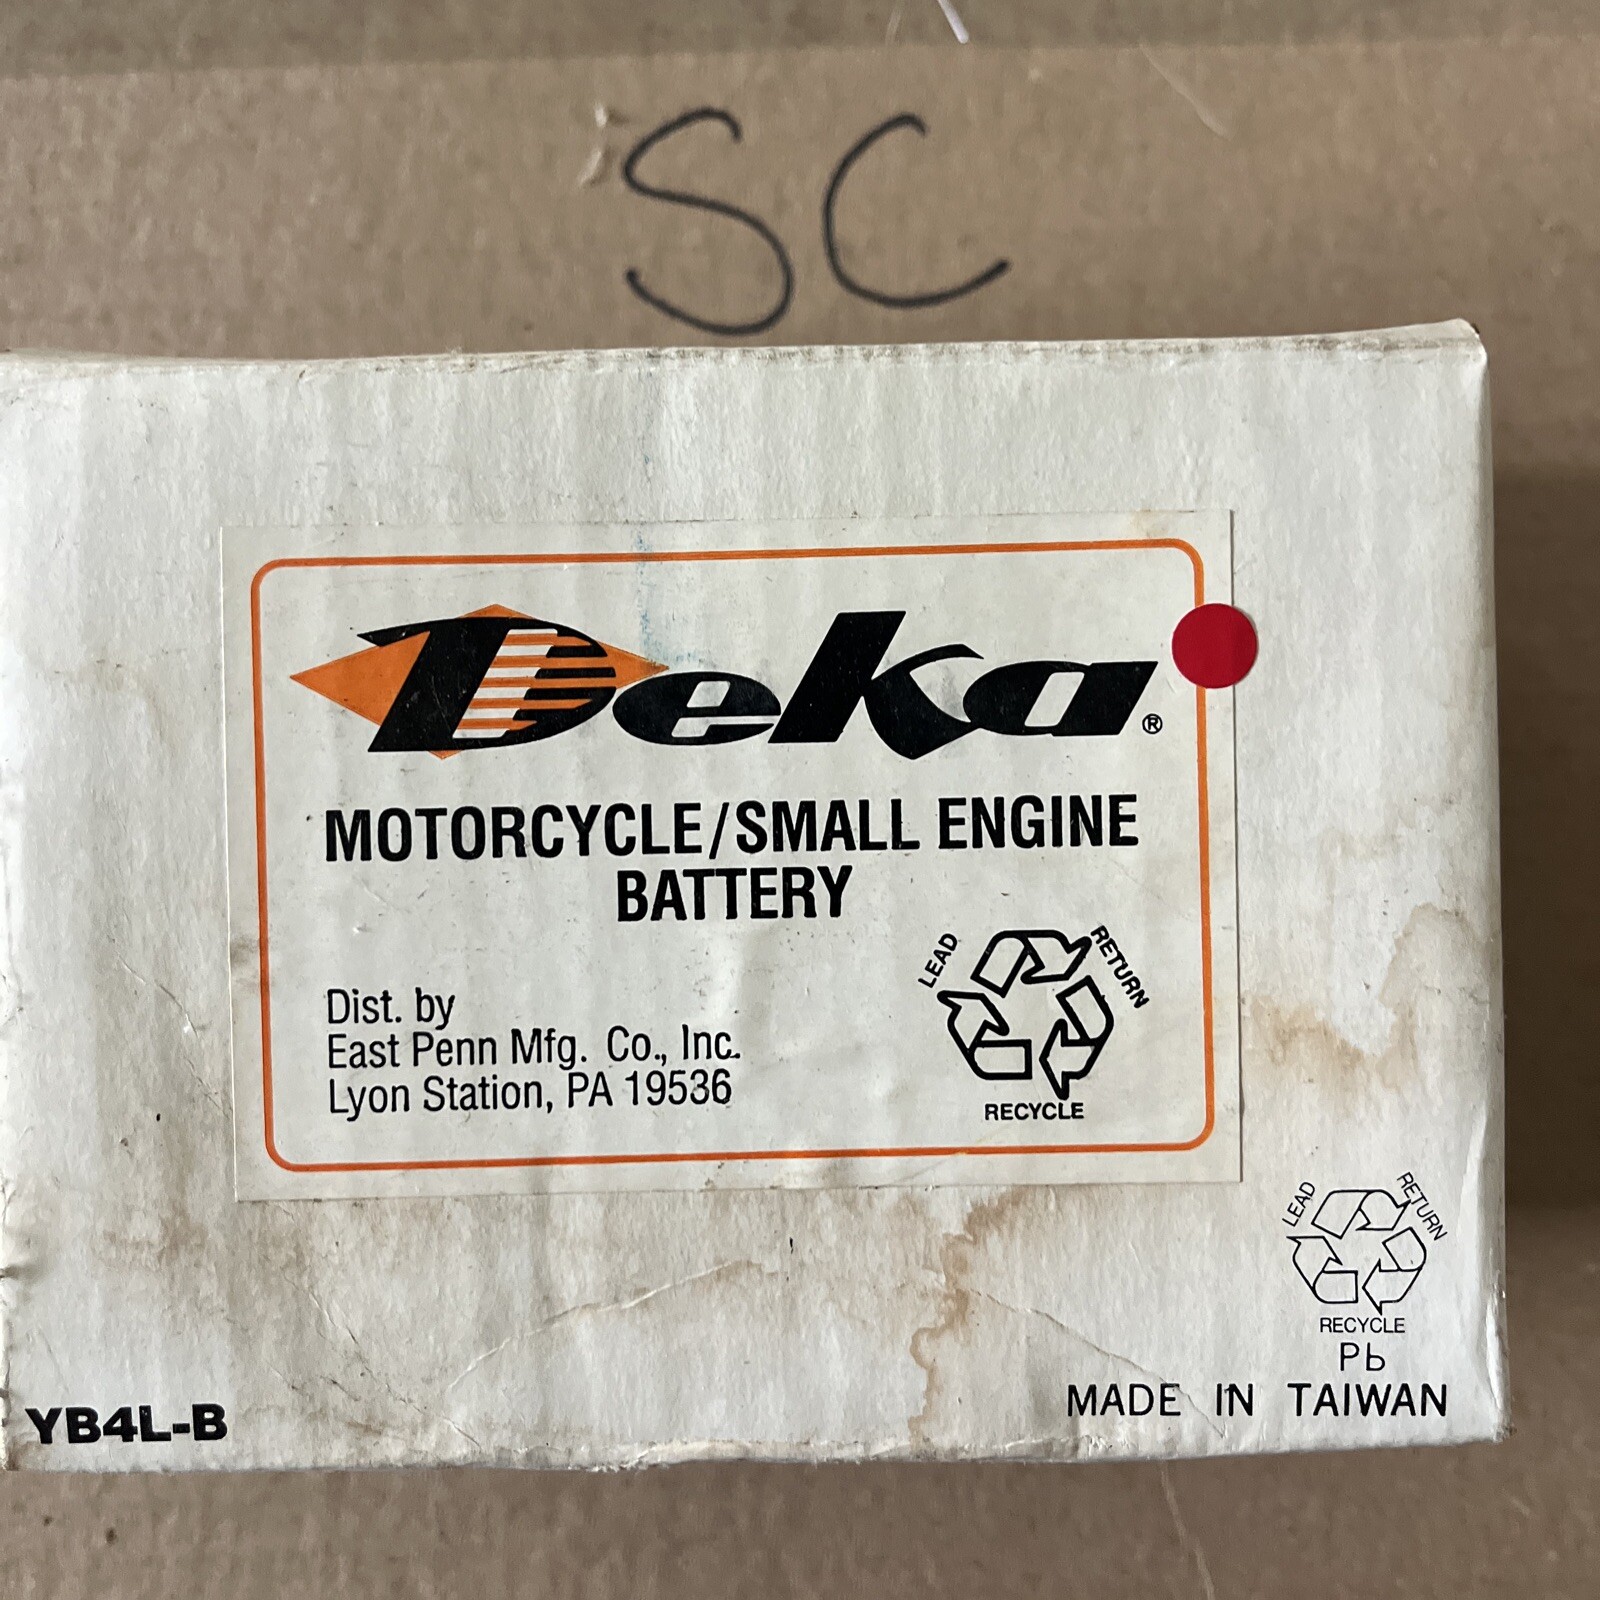 SC
Deka®
MOTORCYCLE/SMALL ENGINE
BATTERY
Dist. by
East Penn Mfg. Co., Inc.
Lyon Station, PA 19536
LEAD
RETURN
RECYCLE
LEAD
RETURN
RECYCLE
Pb
MADE IN TAIWAN
YB4L-B